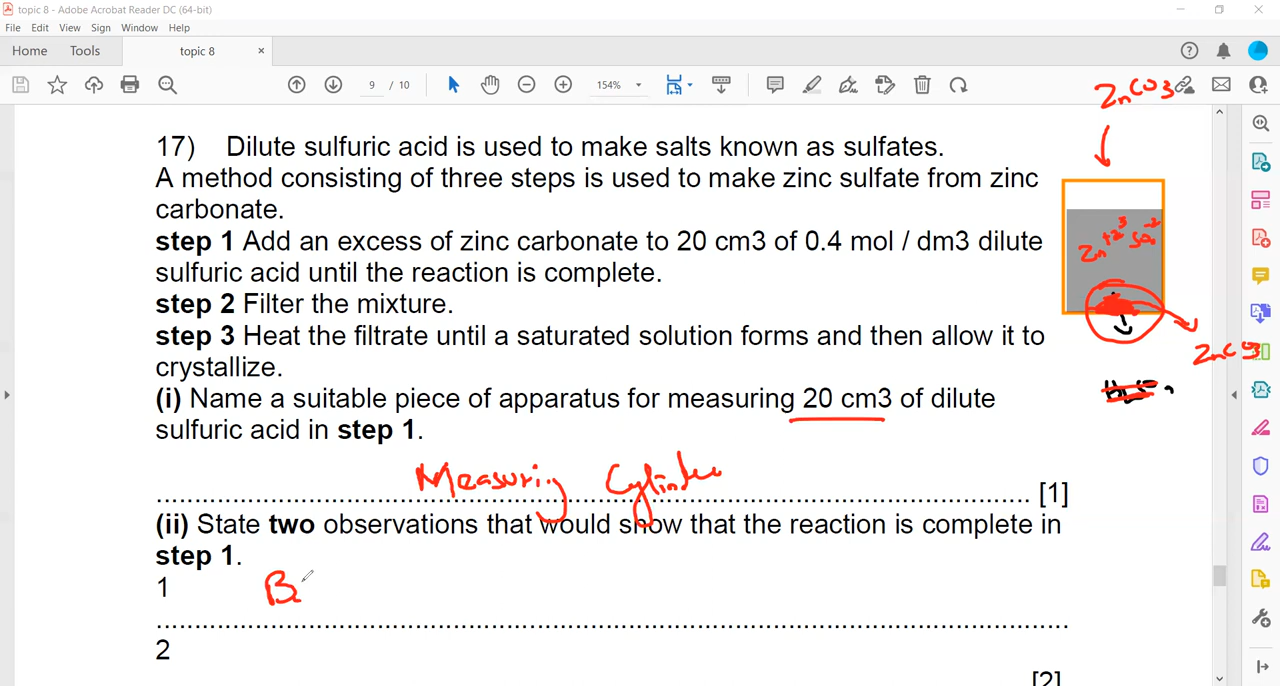 topic 8 - Adobe Acrobat Reader DC (64-bit)
File Edit View Sign Window Help
Home Tools topic 8 ×
9 / 10 154%
ZnCO3
17) Dilute sulfuric acid is used to make salts known as sulfates.
A method consisting of three steps is used to make zinc sulfate from zinc
carbonate.
step 1 Add an excess of zinc carbonate to 20 cm3 of 0.4 mol / dm3 dilute
sulfuric acid until the reaction is complete.
step 2 Filter the mixture.
step 3 Heat the filtrate until a saturated solution forms and then allow it to
crystallize.
ZnCO3
(i) Name a suitable piece of apparatus for measuring 20 cm3 of dilute
sulfuric acid in step 1.
Measuring Cylinder
[1]
(ii) State two observations that would show that the reaction is complete in
step 1.
1
2
[2]